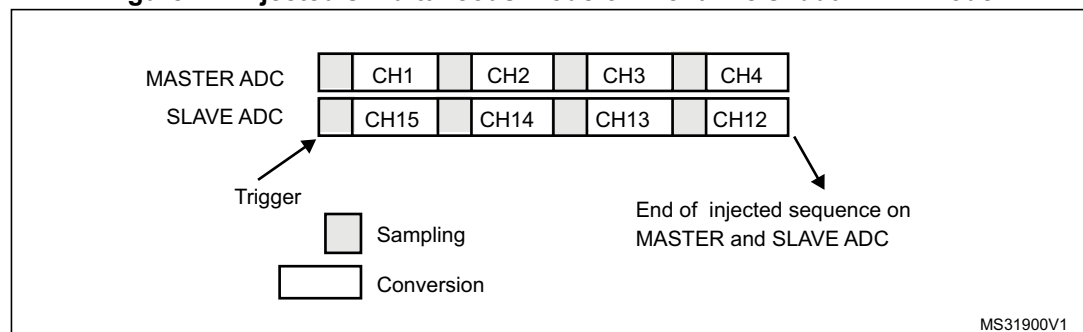 MASTER ADC CH1 CH2 CH3 CH4
SLAVE ADC CH15 CH14 CH13 CH12
Trigger
End of injected sequence on
MASTER and SLAVE ADC
Sampling
Conversion
MS31900V1